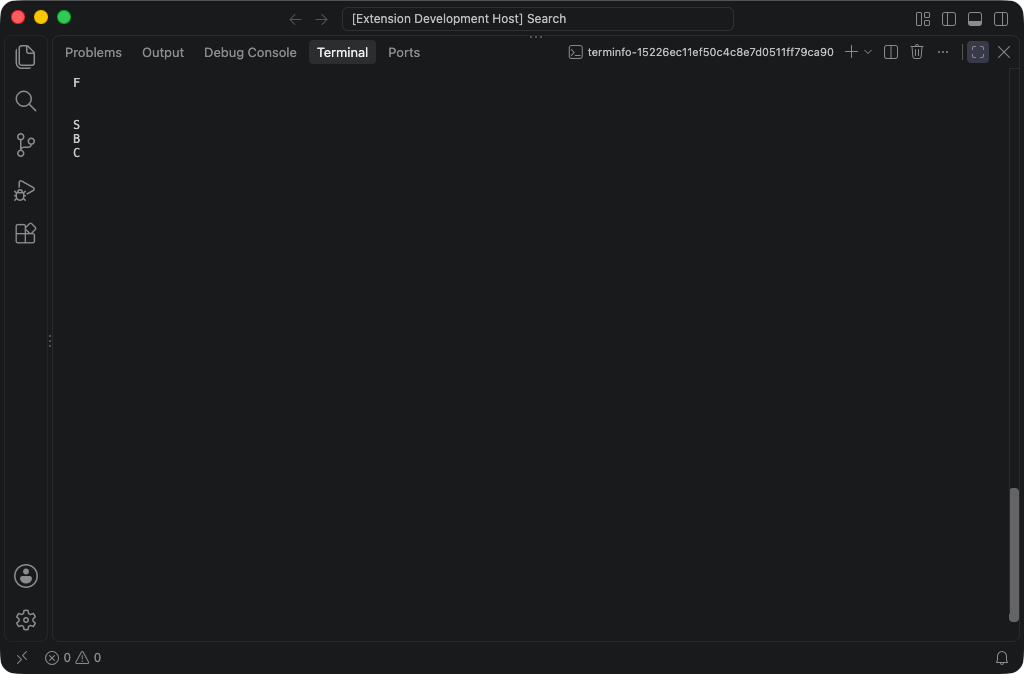 [Extension Development Host] Search
Problems Output Debug Console Terminal Ports terminfo-15226ec11ef50c4c8e7d0511ff79ca90
F
S
B
C
0 0